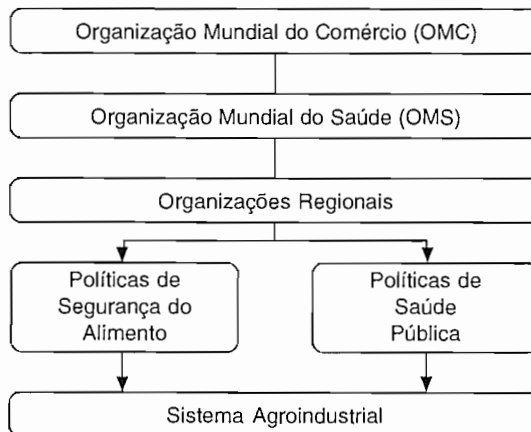 Organização Mundial do Comércio (OMC)
Organização Mundial do Saúde (OMS)
Organizações Regionais
Políticas de
Segurança do
Alimento
Políticas de
Saúde
Pública
Sistema Agroindustrial